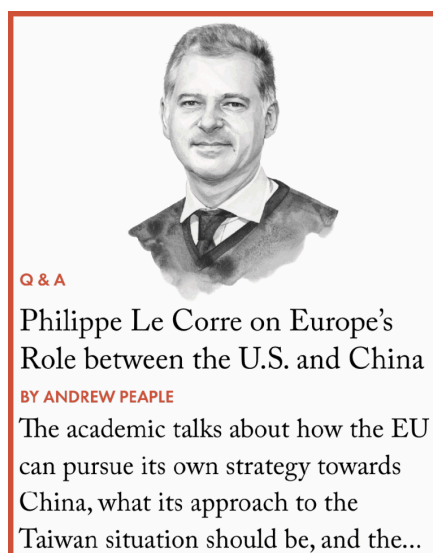 Q & A
Philippe Le Corre on Europe’s
Role between the U.S. and China
BY ANDREW PEAPLE
The academic talks about how the EU
can pursue its own strategy towards
China, what its approach to the
Taiwan situation should be, and the...